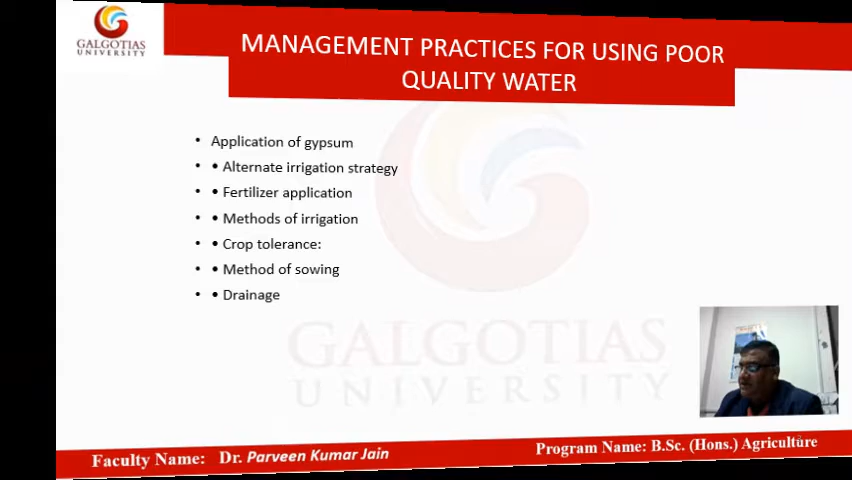 GALGOTIAS
UNIVERSITY
MANAGEMENT PRACTICES FOR USING POOR
QUALITY WATER
• Application of gypsum
• • Alternate irrigation strategy
• • Fertilizer application
• • Methods of irrigation
• • Crop tolerance:
• • Method of sowing
• • Drainage
GALGOTIAS
UNIVERSITY
Faculty Name: Dr. Parveen Kumar Jain
Program Name: B.Sc. (Hons.) Agriculture